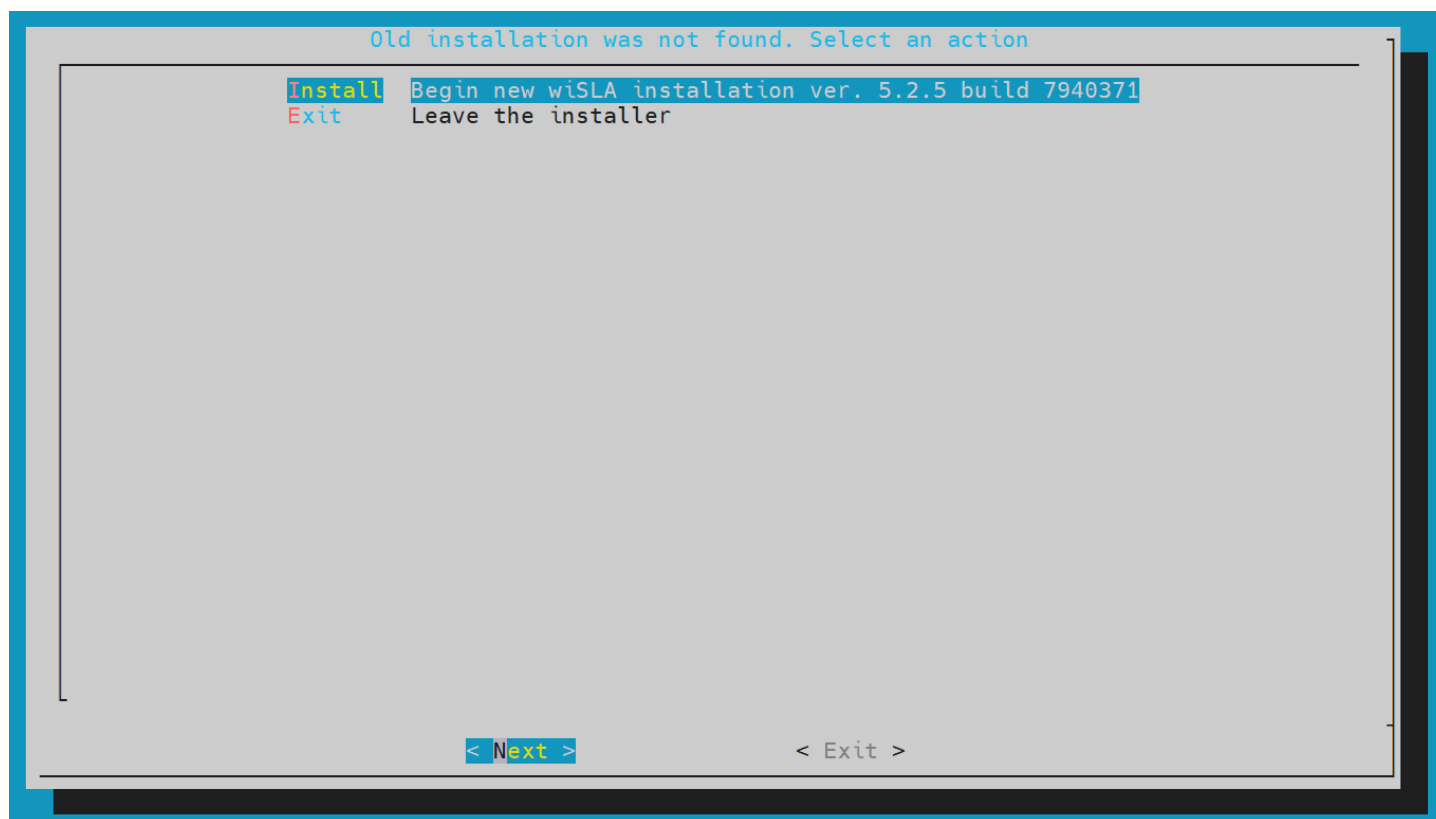 Old installation was not found. Select an action
Install Begin new wiSLA installation ver. 5.2.5 build 7940371
Exit Leave the installer
< Next > < Exit >